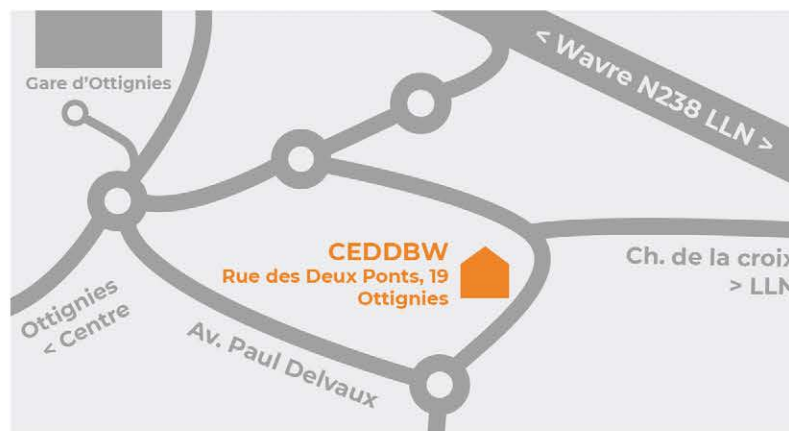 < Wavre N238 LLN >
Gare d'Ottignies
CEDDBW
Rue des Deux Ponts, 19
Ottignies
Ch. de la croix
> LLN
Ottignies
< Centre
Av. Paul Delvaux